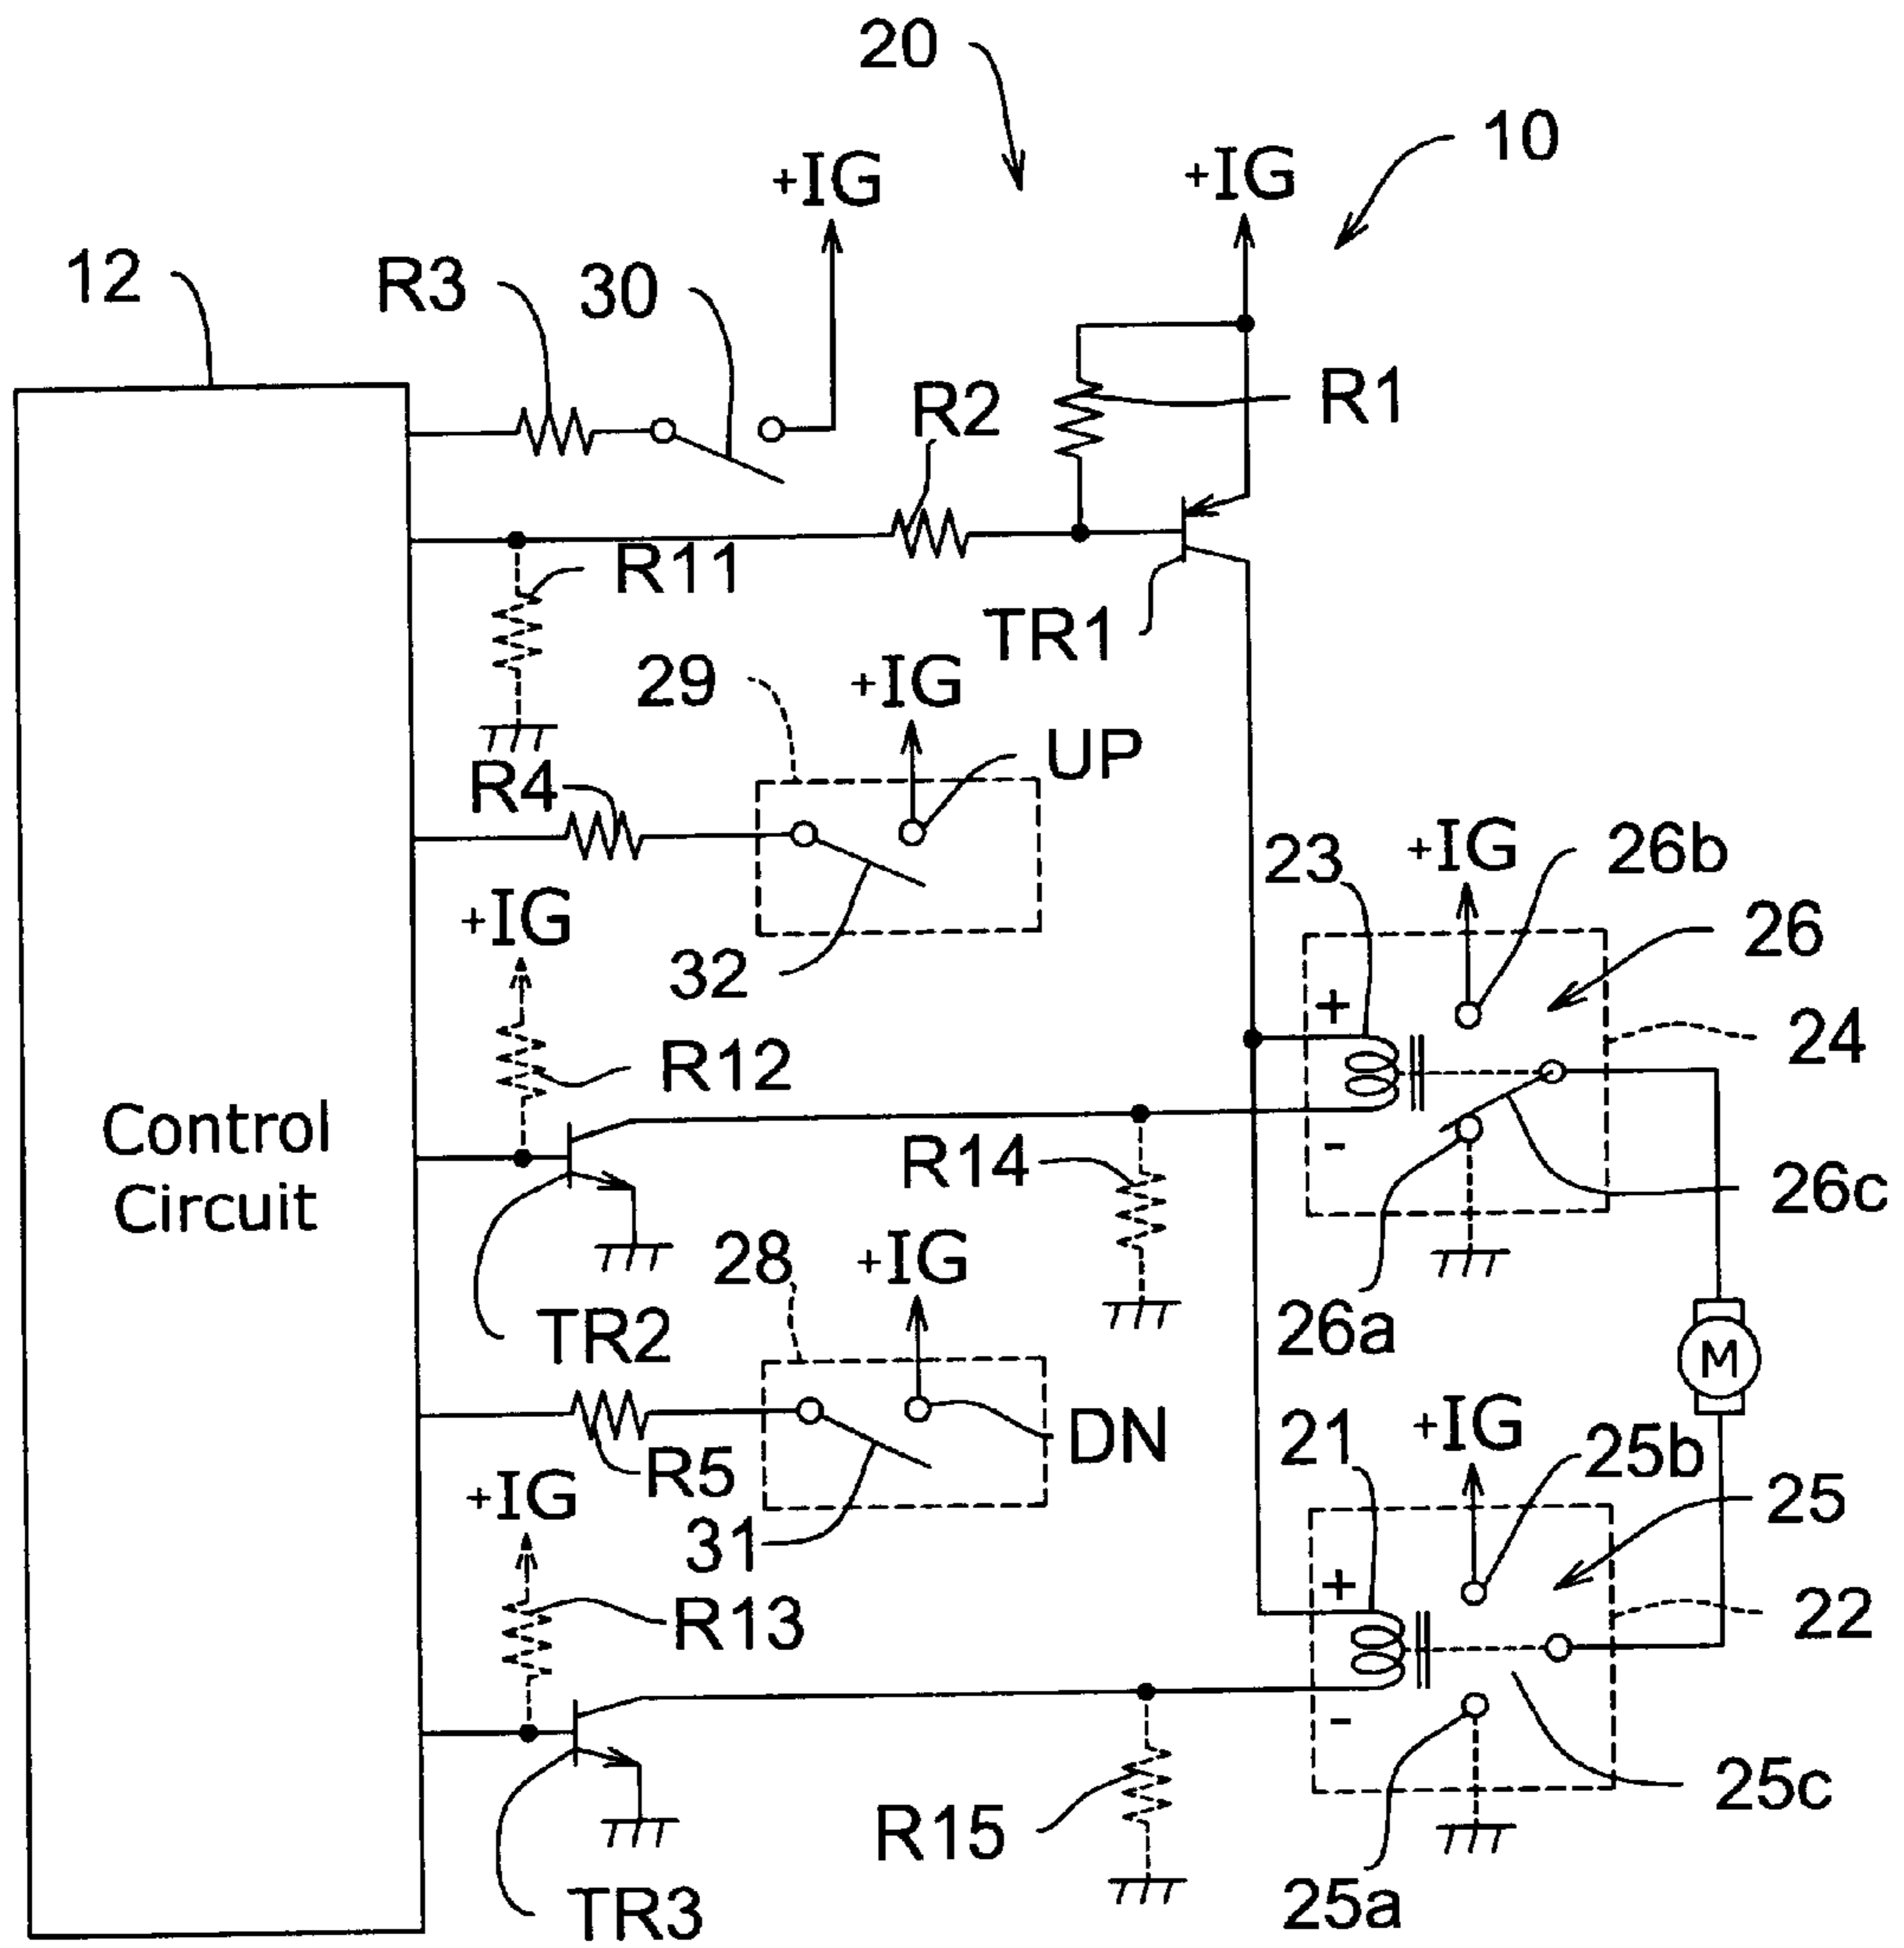 20
10
+IG
+IG
12
R3
30
R2
R1
R11
TR1
29
+IG
UP
R4
23
+IG
26b
+IG
26
32
24
R12
Control
Circuit
+
-
R14
26c
28
+IG
TR2
26a
M
+IG
21
25b
DN
R5
+IG
25
31
+
22
R13
-
25c
R15
TR3
25a